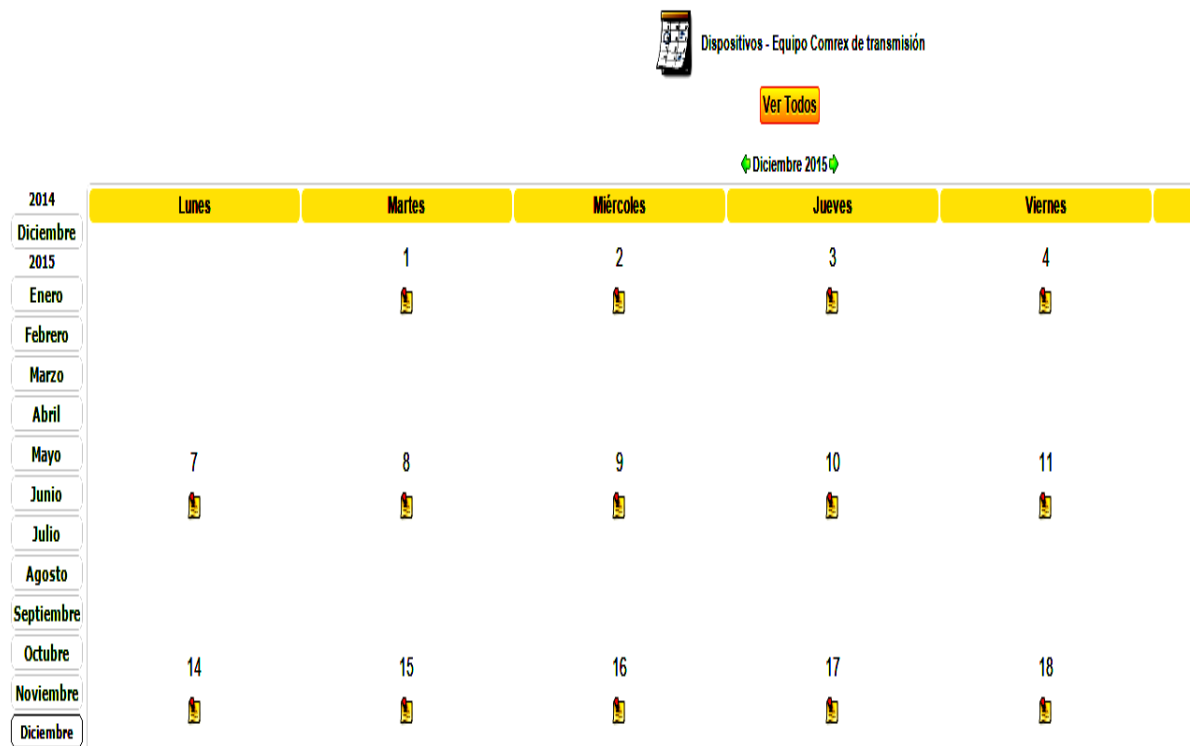 Dispositivos - Equipo Comrex de transmisión
Ver Todos
Diciembre 2015
2014
Diciembre
2015
Enero
Febrero
Marzo
Abril
Mayo
Junio
Julio
Agosto
Septiembre
Octubre
Noviembre
Diciembre
Lunes Martes Miércoles Jueves Viernes
1 2 3 4
7 8 9 10 11
14 15 16 17 18